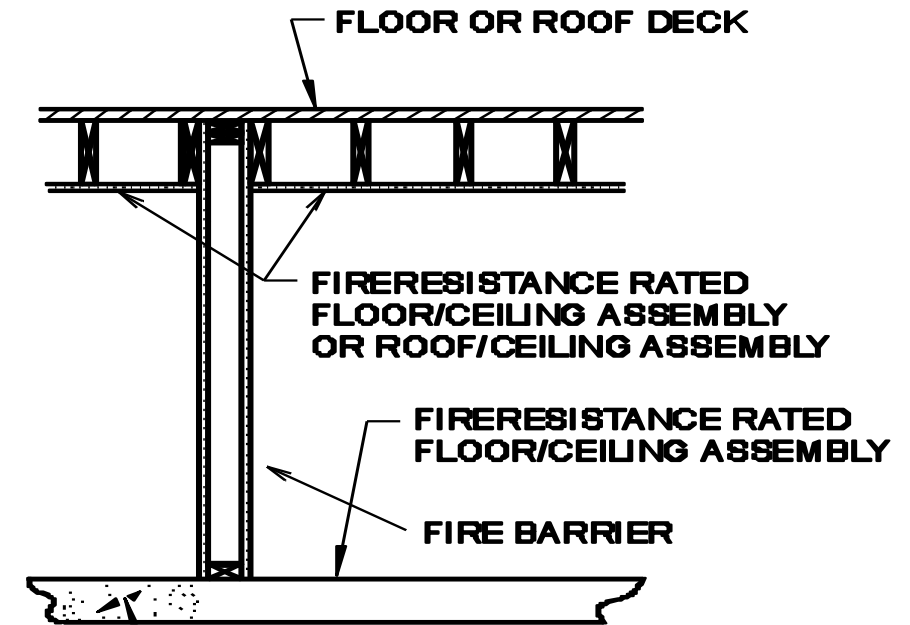 FLOOR OR ROOF DECK
FIRERESISTANCE RATED
FLOOR/CEILING ASSEMBLY
OR ROOF/CEILING ASSEMBLY
FIRERESISTANCE RATED
FLOOR/CEILING ASSEMBLY
FIRE BARRIER